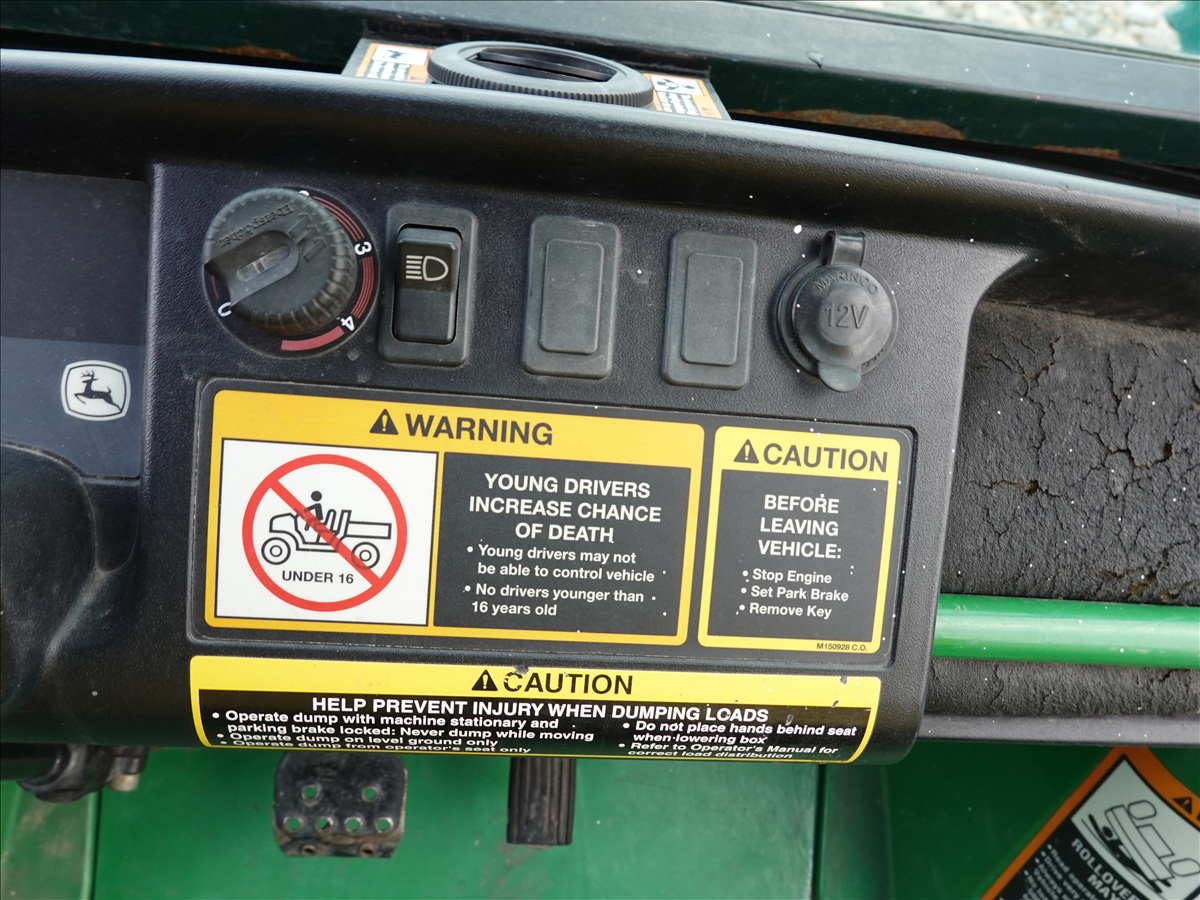 3
4
0
MARINCO
12V
WARNING
UNDER 16
YOUNG DRIVERS
INCREASE CHANCE
OF DEATH
• Young drivers may not
be able to control vehicle
• No drivers younger than
16 years old
CAUTION
BEFORE
LEAVING
VEHICLE:
• Stop Engine
• Set Park Brake
• Remove Key
M150928 C.O.
CAUTION
HELP PREVENT INJURY WHEN DUMPING LOADS
• Operate dump with machine stationary and
parking brake locked: Never dump while moving
• Operate dump on level ground only
• Operate dump from operator's seat only
• Do not place hands behind seat
when lowering box
• Refer to Operator's Manual for
correct load distribution
ROLLOVER